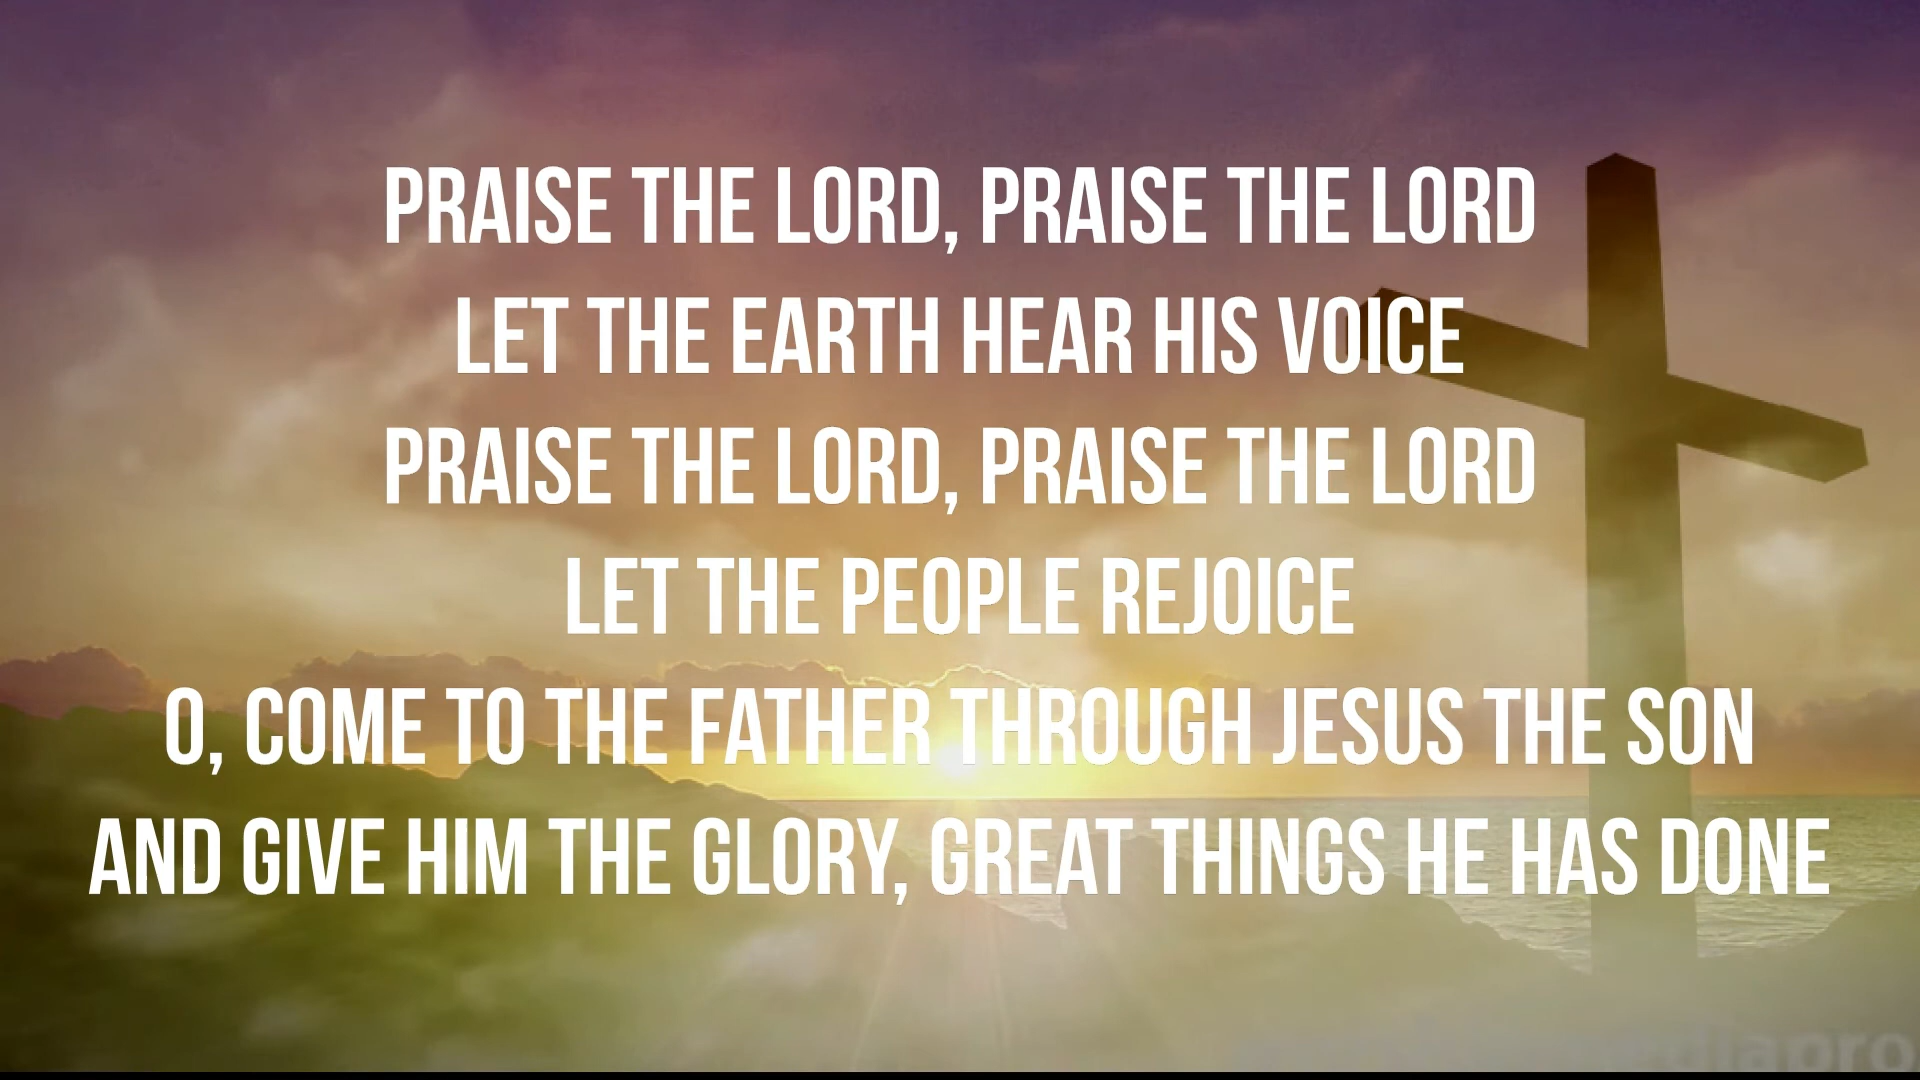 PRAISE THE LORD, PRAISE THE LORD
LET THE EARTH HEAR HIS VOICE
PRAISE THE LORD, PRAISE THE LORD
LET THE PEOPLE REJOICE
O, COME TO THE FATHER THROUGH JESUS THE SON
AND GIVE HIM THE GLORY, GREAT THINGS HE HAS DONE